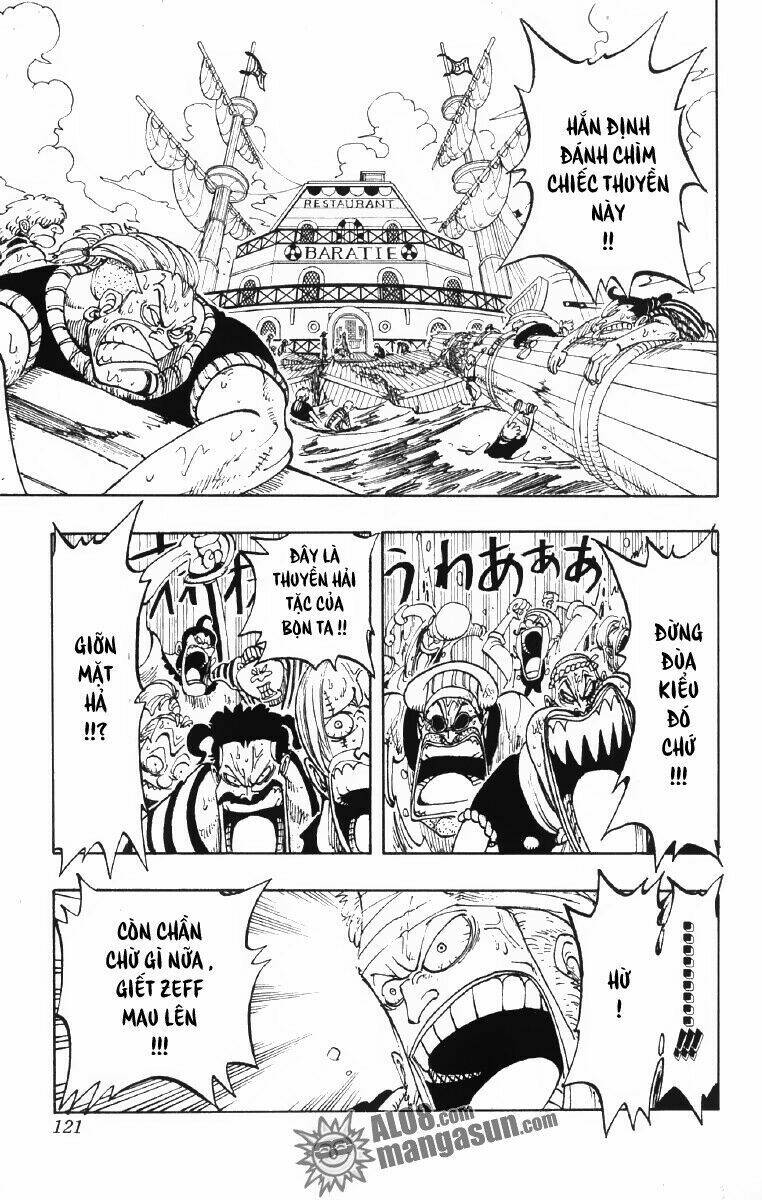 HẮN ĐỊNH
ĐÁNH CHÌM
CHIẾC THUYỀN
NÀY
!!
BT
RESTAURANT
BARATIE
うわあああ
ĐỪNG
ĐÙA
KIỂU
ĐÓ
CHỨ
!!!
ĐÂY LÀ
THUYỀN HẢI
TẶC CỦA
BỌN TA !!
GIỠN
MẶT
HẢ
!!?
HỪ
!
CÒN CHẦN
CHỪ GÌ NỮA ,
GIẾT ZEFF
MAU LÊN
!!!
121
ALO8.com
mangasun.com